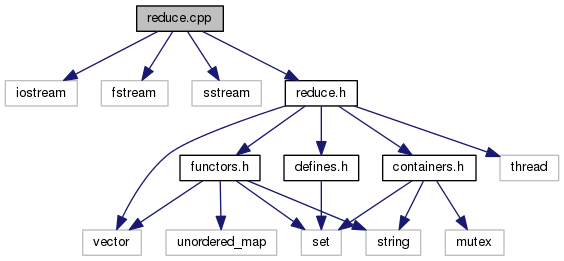 reduce.cpp
iostream
fstream
sstream
reduce.h
functors.h
defines.h
containers.h
thread
vector
unordered_map
set
string
mutex